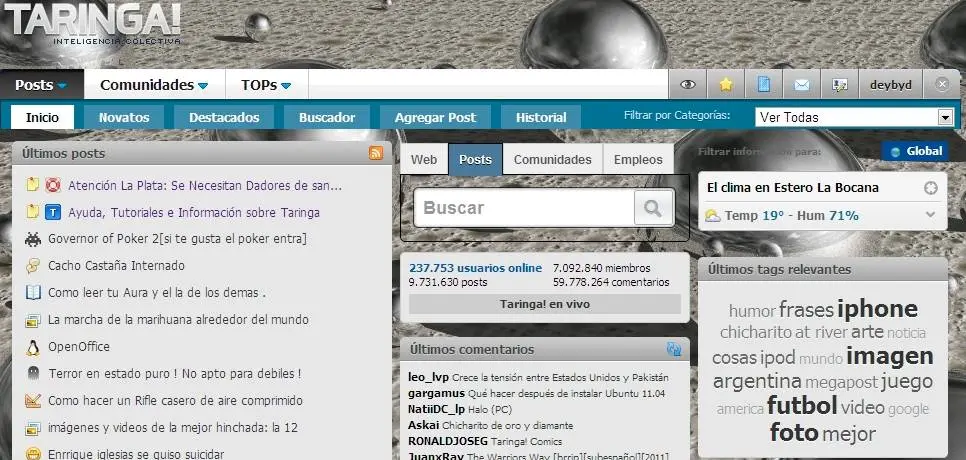 TARINGA!
INTELIGENCIA COLECTIVA
Posts Comunidades TOPs deybyd
Inicio Novatos Destacados Buscador Agregar Post Historial Filtrar por Categorías: Ver Todas
Últimos posts
Atención La Plata: Se Necesitan Dadores de san...
Ayuda, Tutoriales e Información sobre Taringa
Governor of Poker 2[si te gusta el poker entra]
Cacho Castaña Internado
Como leer tu Aura y el la de los demas .
La marcha de la marihuana alrededor del mundo
OpenOffice
Terror en estado puro ! No apto para debiles !
Como hacer un Rifle casero de aire comprimido
imágenes y videos de la mejor hinchada: la 12
Enrique iglesias se quiso suicidar
Web Posts Comunidades Empleos
Buscar
237.753 usuarios online 7.092.840 miembros
9.731.630 posts 59.778.264 comentarios
Taringa! en vivo
Últimos comentarios
leo_lvp Crece la tensión entre Estados Unidos y Pakistán
gargamus Qué hacer después de instalar Ubuntu 11.04
NatiiDC_lp Halo (PC)
Askai Chicharito de oro y diamante
RONALDJOSEG Taringa! Comics
JuanxRay The Warriors Way [brrip][subespañol][2011]
Filtrar información para: Global
El clima en Estero La Bocana
Temp 19° - Hum 71%
Últimos tags relevantes
humor frases iphone
chicharito at river arte noticia
cosas ipod mundo imagen
argentina megapost juego
america futbol video google
foto mejor